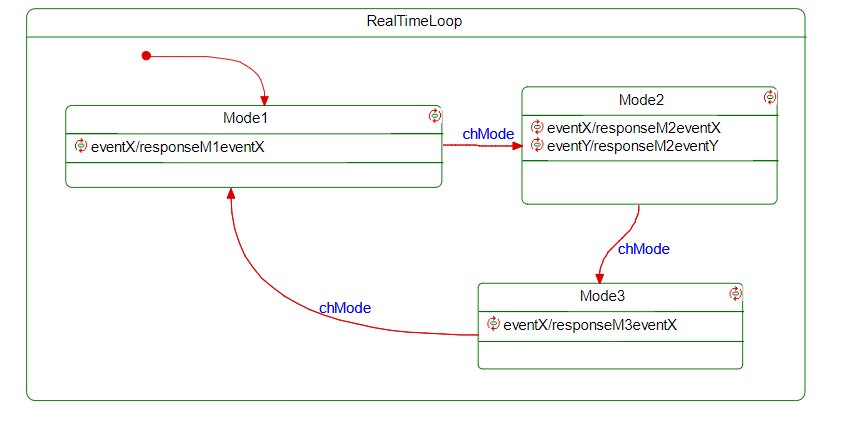 RealTimeLoop
Mode1
eventX/responseM1eventX
chMode
Mode2
eventX/responseM2eventX
eventY/responseM2eventY
chMode
Mode3
eventX/responseM3eventX
chMode